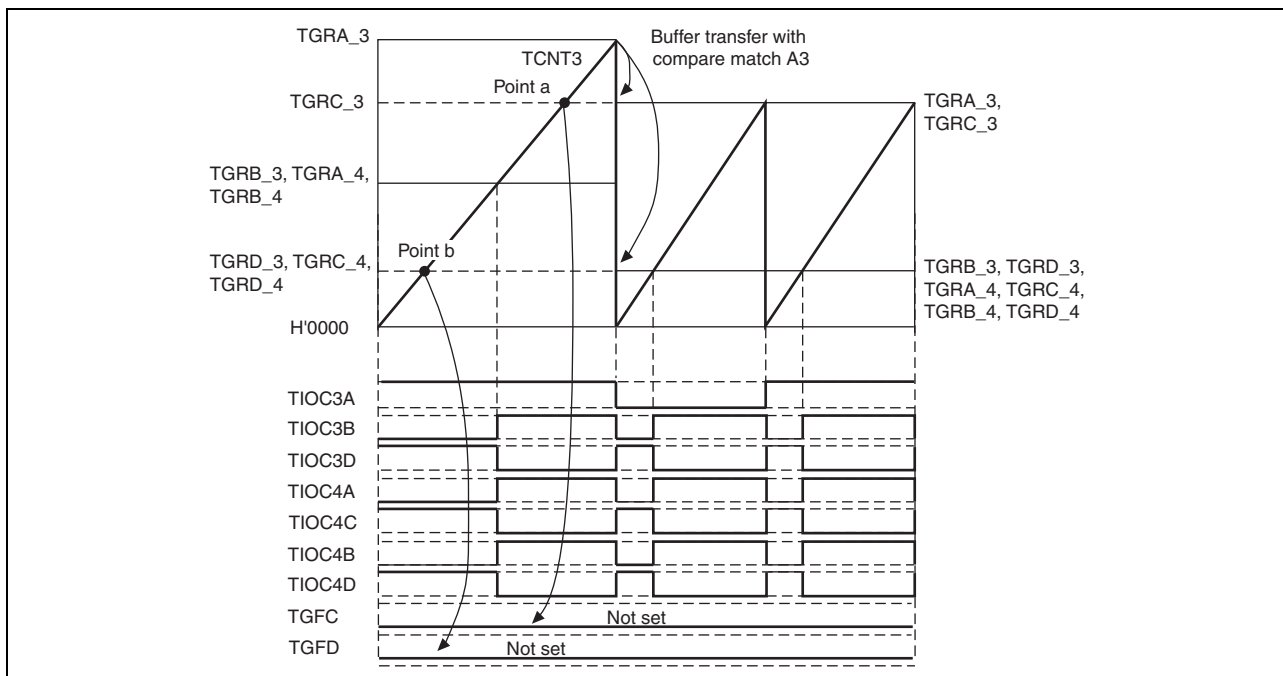 TGRA_3
TCNT3
Buffer transfer with
compare match A3
Point a
TGRC_3
TGRA_3,
TGRC_3
TGRB_3, TGRA_4,
TGRB_4
Point b
TGRD_3, TGRC_4,
TGRD_4
TGRB_3, TGRD_3,
TGRA_4, TGRC_4,
TGRB_4, TGRD_4
H'0000
TIOC3A
TIOC3B
TIOC3D
TIOC4A
TIOC4C
TIOC4B
TIOC4D
TGFC
Not set
TGFD
Not set